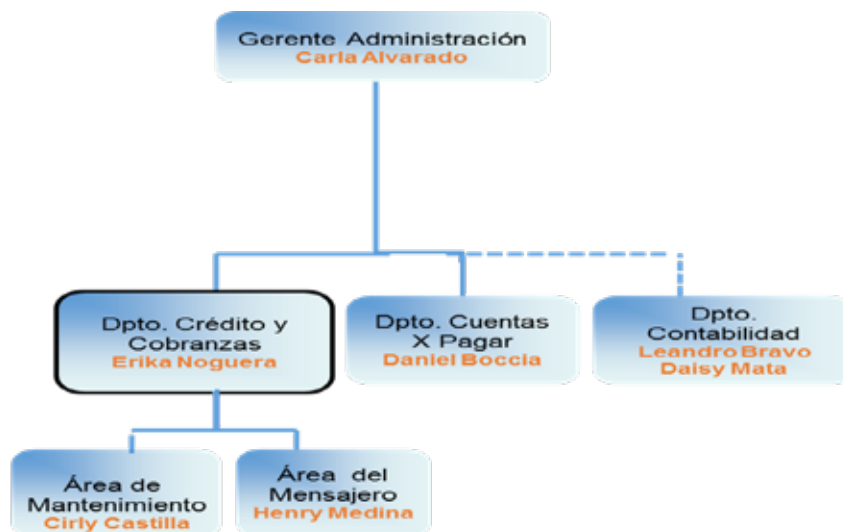 Gerente Administración
Carla Alvarado
Dpto. Crédito y
Cobranzas
Erika Noguera
Dpto. Cuentas
X Pagar
Daniel Boccia
Dpto.
Contabilidad
Leandro Bravo
Daisy Mata
Área de
Mantenimiento
Cirly Castilla
Área del
Mensajero
Henry Medina